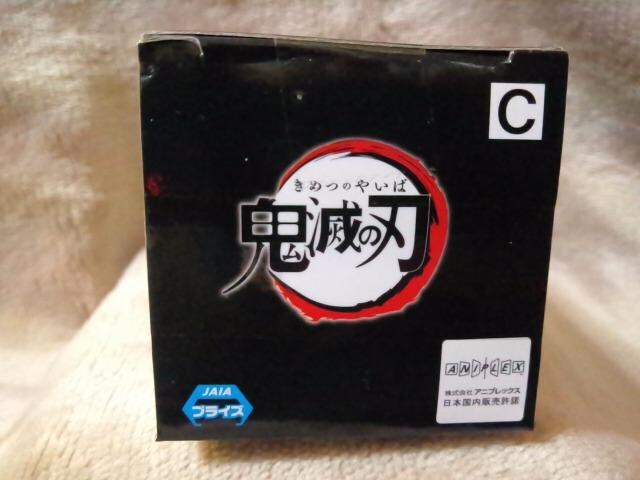 C
きめつのやいば
鬼滅の刃
JAIA
プライズ
ANIPLEX
株式会社 アニプレックス
日本国内販売許諾